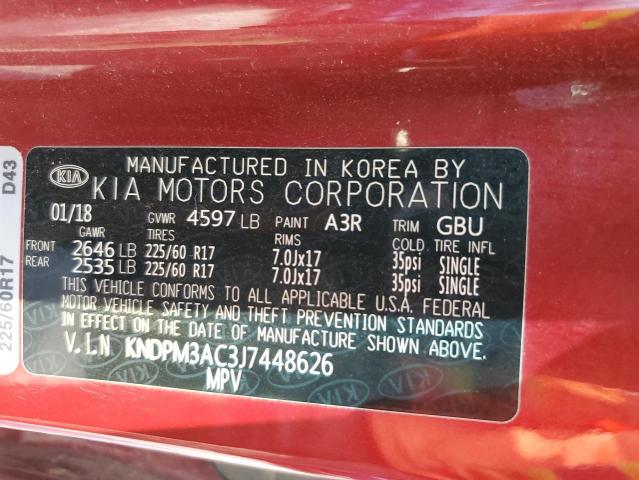 MANUFACTURED IN KOREA BY
KIA KIA MOTORS CORPORATION
01/18 GVWR 4597 LB PAINT A3R TRIM GBU
GAWR TIRES RIMS COLD TIRE INFL
FRONT 2646 LB 225/60 R17 7.0Jx17 35psi SINGLE
REAR 2535 LB 225/60 R17 7.0Jx17 35psi SINGLE
THIS VEHICLE CONFORMS TO ALL APPLICABLE U.S.A. FEDERAL
MOTOR VEHICLE SAFETY AND THEFT PREVENTION STANDARDS
IN EFFECT ON THE DATE OF MANUFACTURE SHOWN ABOVE.
V.I.N KNDPM3AC3J7448626
MPV
225/60R17 D43